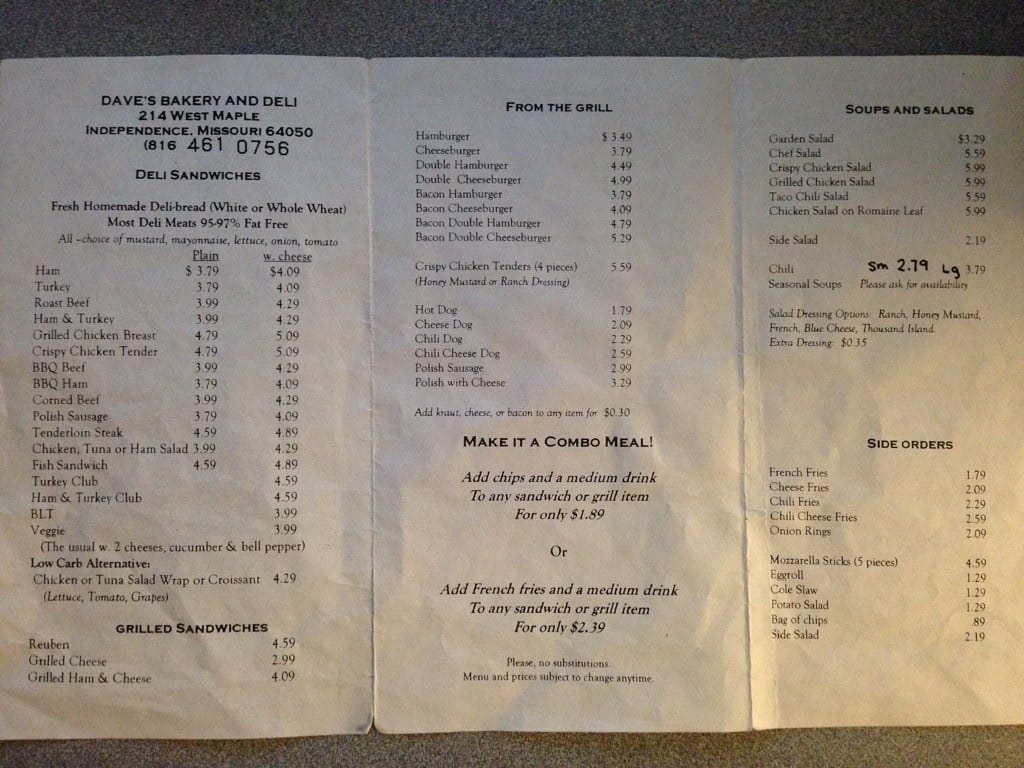 DAVE'S BAKERY AND DELI
214 WEST MAPLE
INDEPENDENCE, MISSOURI 64050
(816 461 0756
DELI SANDWICHES
Fresh Homemade Deli-bread (White or Whole Wheat)
Most Deli Meats 95-97% Fat Free
All –choice of mustard, mayonnaise, lettuce, onion, tomato
Plain w. cheese
Ham $ 3.79 $4.09
Turkey 3.79 4.09
Roast Beef 3.99 4.29
Ham & Turkey 3.99 4.29
Grilled Chicken Breast 4.79 5.09
Crispy Chicken Tender 4.79 5.09
BBQ Beef 3.99 4.29
BBQ Ham 3.79 4.09
Corned Beef 3.99 4.29
Polish Sausage 3.79 4.09
Tenderloin Steak 4.59 4.89
Chicken, Tuna or Ham Salad 3.99 4.29
Fish Sandwich 4.59 4.89
Turkey Club 4.59
Ham & Turkey Club 4.59
BLT 3.99
Veggie 3.99
(The usual w. 2 cheeses, cucumber & bell pepper)
Low Carb Alternative:
Chicken or Tuna Salad Wrap or Croissant 4.29
(Lettuce, Tomato, Grapes)
GRILLED SANDWICHES
Reuben 4.59
Grilled Cheese 2.99
Grilled Ham & Cheese 4.09
FROM THE GRILL
Hamburger $ 3.49
Cheeseburger 3.79
Double Hamburger 4.49
Double Cheeseburger 4.99
Bacon Hamburger 3.79
Bacon Cheeseburger 4.09
Bacon Double Hamburger 4.79
Bacon Double Cheeseburger 5.29
Crispy Chicken Tenders (4 pieces) 5.59
(Honey Mustard or Ranch Dressing)
Hot Dog 1.79
Cheese Dog 2.09
Chili Dog 2.29
Chili Cheese Dog 2.59
Polish Sausage 2.99
Polish with Cheese 3.29
Add kraut, cheese, or bacon to any item for $0.30
MAKE IT A COMBO MEAL!
Add chips and a medium drink
To any sandwich or grill item
For only $1.89
Or
Add French fries and a medium drink
To any sandwich or grill item
For only $2.39
Please, no substitutions.
Menu and prices subject to change anytime.
SOUPS AND SALADS
Garden Salad $3.29
Chef Salad 5.59
Crispy Chicken Salad 5.99
Grilled Chicken Salad 5.99
Taco Chili Salad 5.59
Chicken Salad on Romaine Leaf 5.99
Side Salad 2.19
Chili Sm 2.79 Lg 3.79
Seasonal Soups Please ask for availability
Salad Dressing Options: Ranch, Honey Mustard,
French, Blue Cheese, Thousand Island.
Extra Dressing: $0.35
SIDE ORDERS
French Fries 1.79
Cheese Fries 2.09
Chili Fries 2.29
Chili Cheese Fries 2.59
Onion Rings 2.09
Mozzarella Sticks (5 pieces) 4.59
Eggroll 1.29
Cole Slaw 1.29
Potato Salad 1.29
Bag of chips .89
Side Salad 2.19